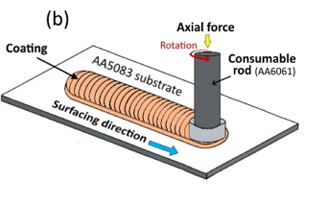 (b)
Axial force
Rotation
Coating
Consumable
rod (AA6061)
AA5083 substrate
Surfacing direction